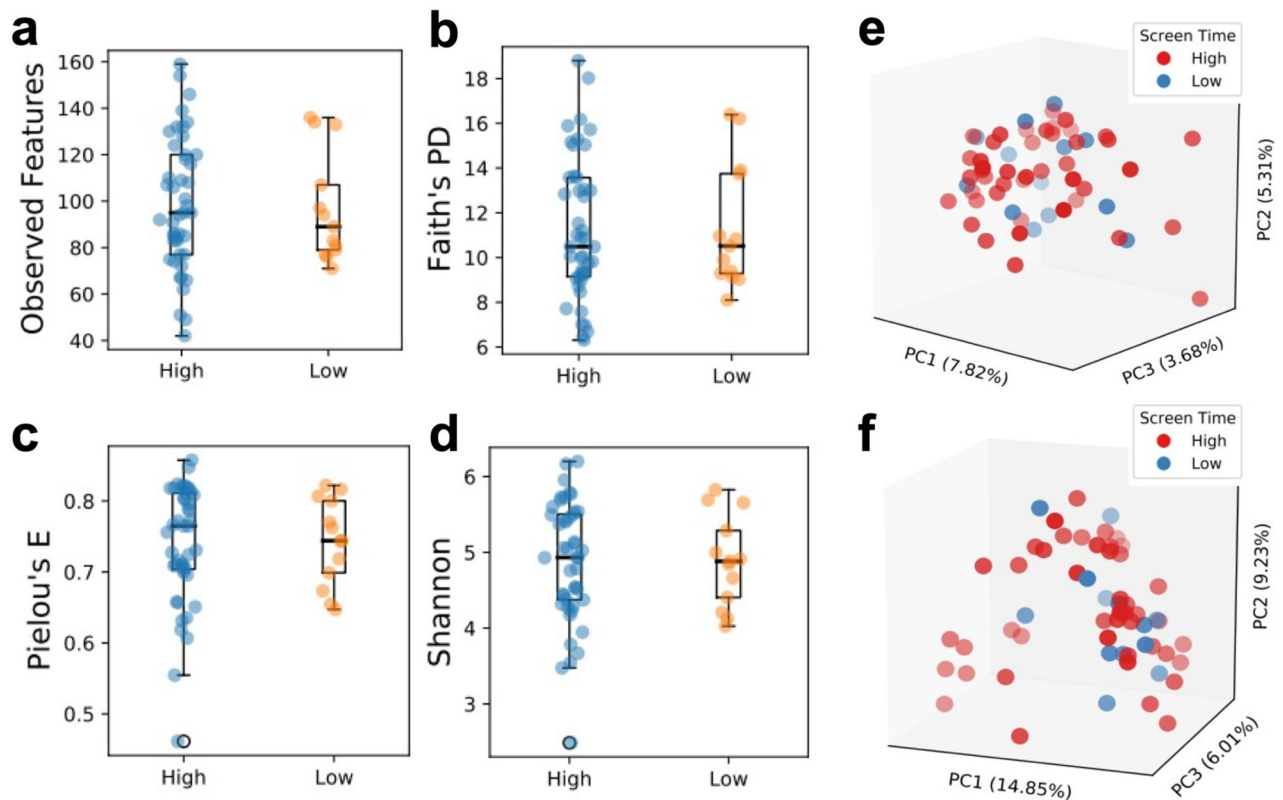 a
Observed Features
160
140
120
100
80
60
40
High
Low
b
Faith's PD
18
16
14
12
10
8
6
High
Low
e
Screen Time
High
Low
PC1 (7.82%)
PC3 (3.68%)
PC2 (5.31%)
c
Pielou's E
0.8
0.7
0.6
0.5
High
Low
d
Shannon
6
5
4
3
High
Low
f
Screen Time
High
Low
PC1 (14.85%)
PC3 (6.01%)
PC2 (9.23%)